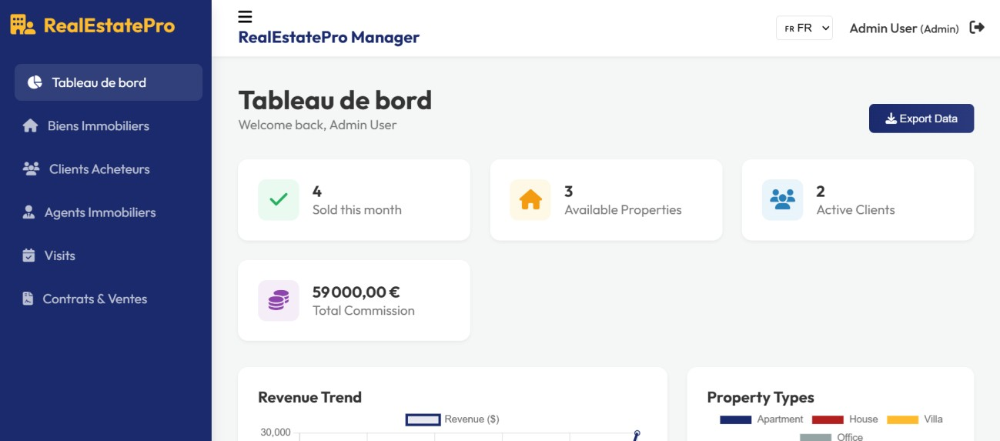 RealEstatePro
Tableau de bord
Biens Immobiliers
Clients Acheteurs
Agents Immobiliers
Visits
Contrats & Ventes
RealEstatePro Manager
FR FR
Admin User (Admin)
Tableau de bord
Welcome back, Admin User
Export Data
4
Sold this month
3
Available Properties
2
Active Clients
59 000,00 €
Total Commission
Revenue Trend
Revenue ($)
30,000
Property Types
Apartment House Villa
Office